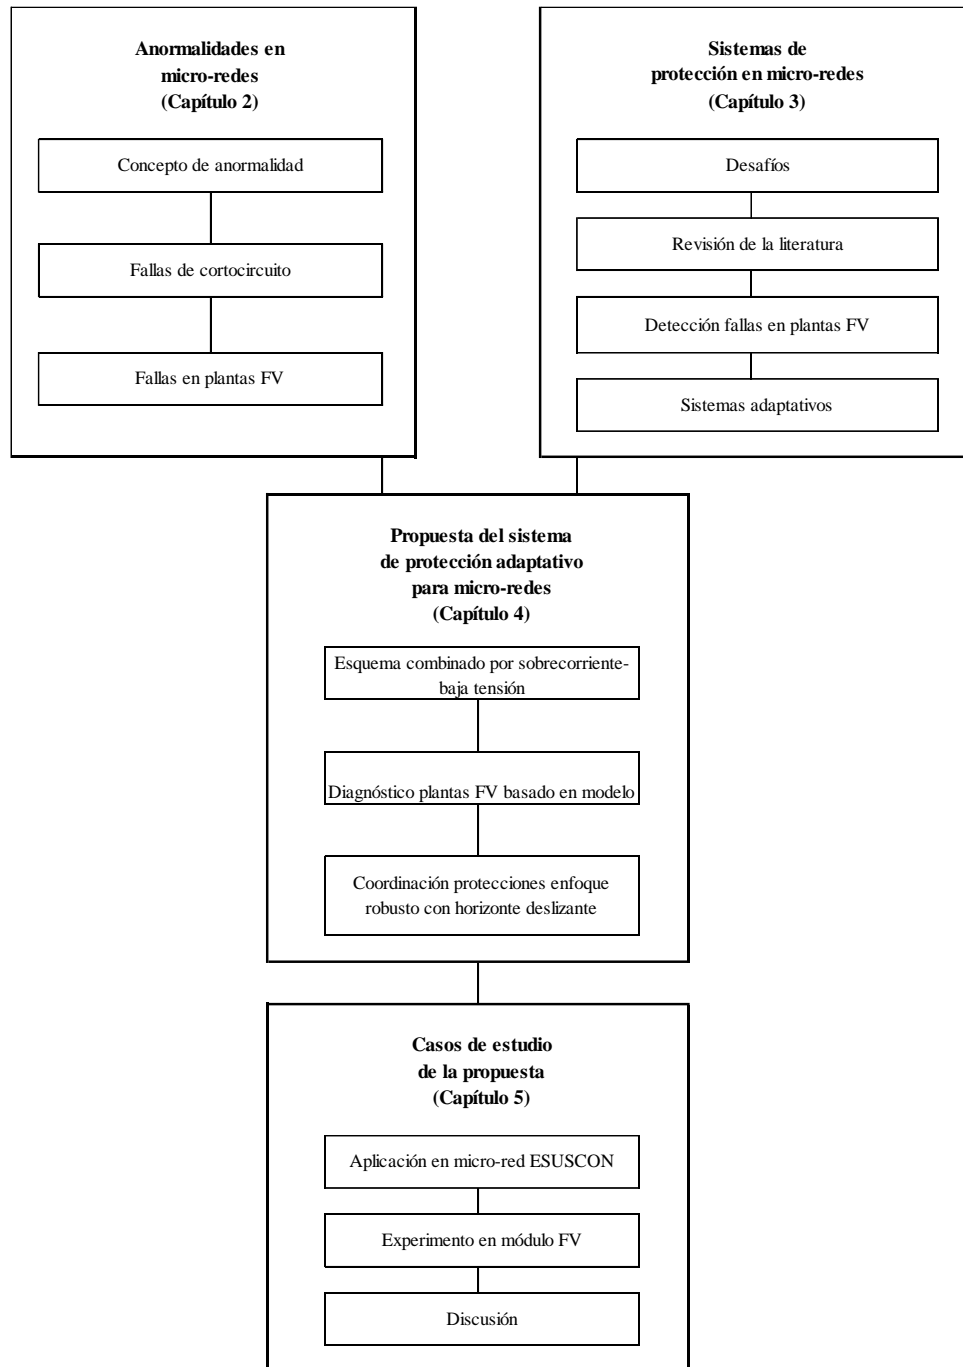 Anormalidades en
micro-redes
(Capítulo 2)
Concepto de anormalidad
Fallas de cortocircuito
Fallas en plantas FV
Sistemas de
protección en micro-redes
(Capítulo 3)
Desafíos
Revisión de la literatura
Detección fallas en plantas FV
Sistemas adaptativos
Propuesta del sistema
de protección adaptativo
para micro-redes
(Capítulo 4)
Esquema combinado por sobrecorriente-
baja tensión
Diagnóstico plantas FV basado en modelo
Coordinación protecciones enfoque
robusto con horizonte deslizante
Casos de estudio
de la propuesta
(Capítulo 5)
Aplicación en micro-red ESUSCON
Experimento en módulo FV
Discusión